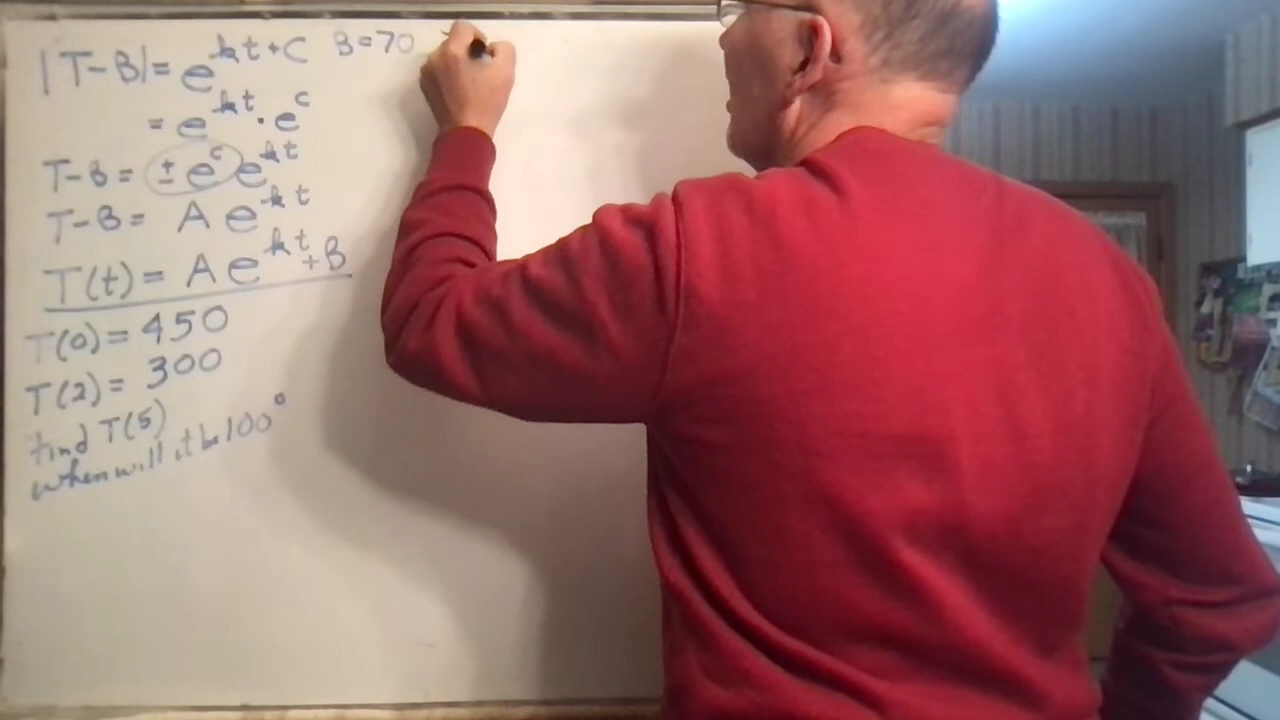 |T-B| = e^kt+C B=70
= e^kt · e^c
T-B = ± e^c e^kt
T-B = A e^kt
T(t) = A e^kt + B
T(0) = 450
T(2) = 300
find T(5)
when will it be 100°